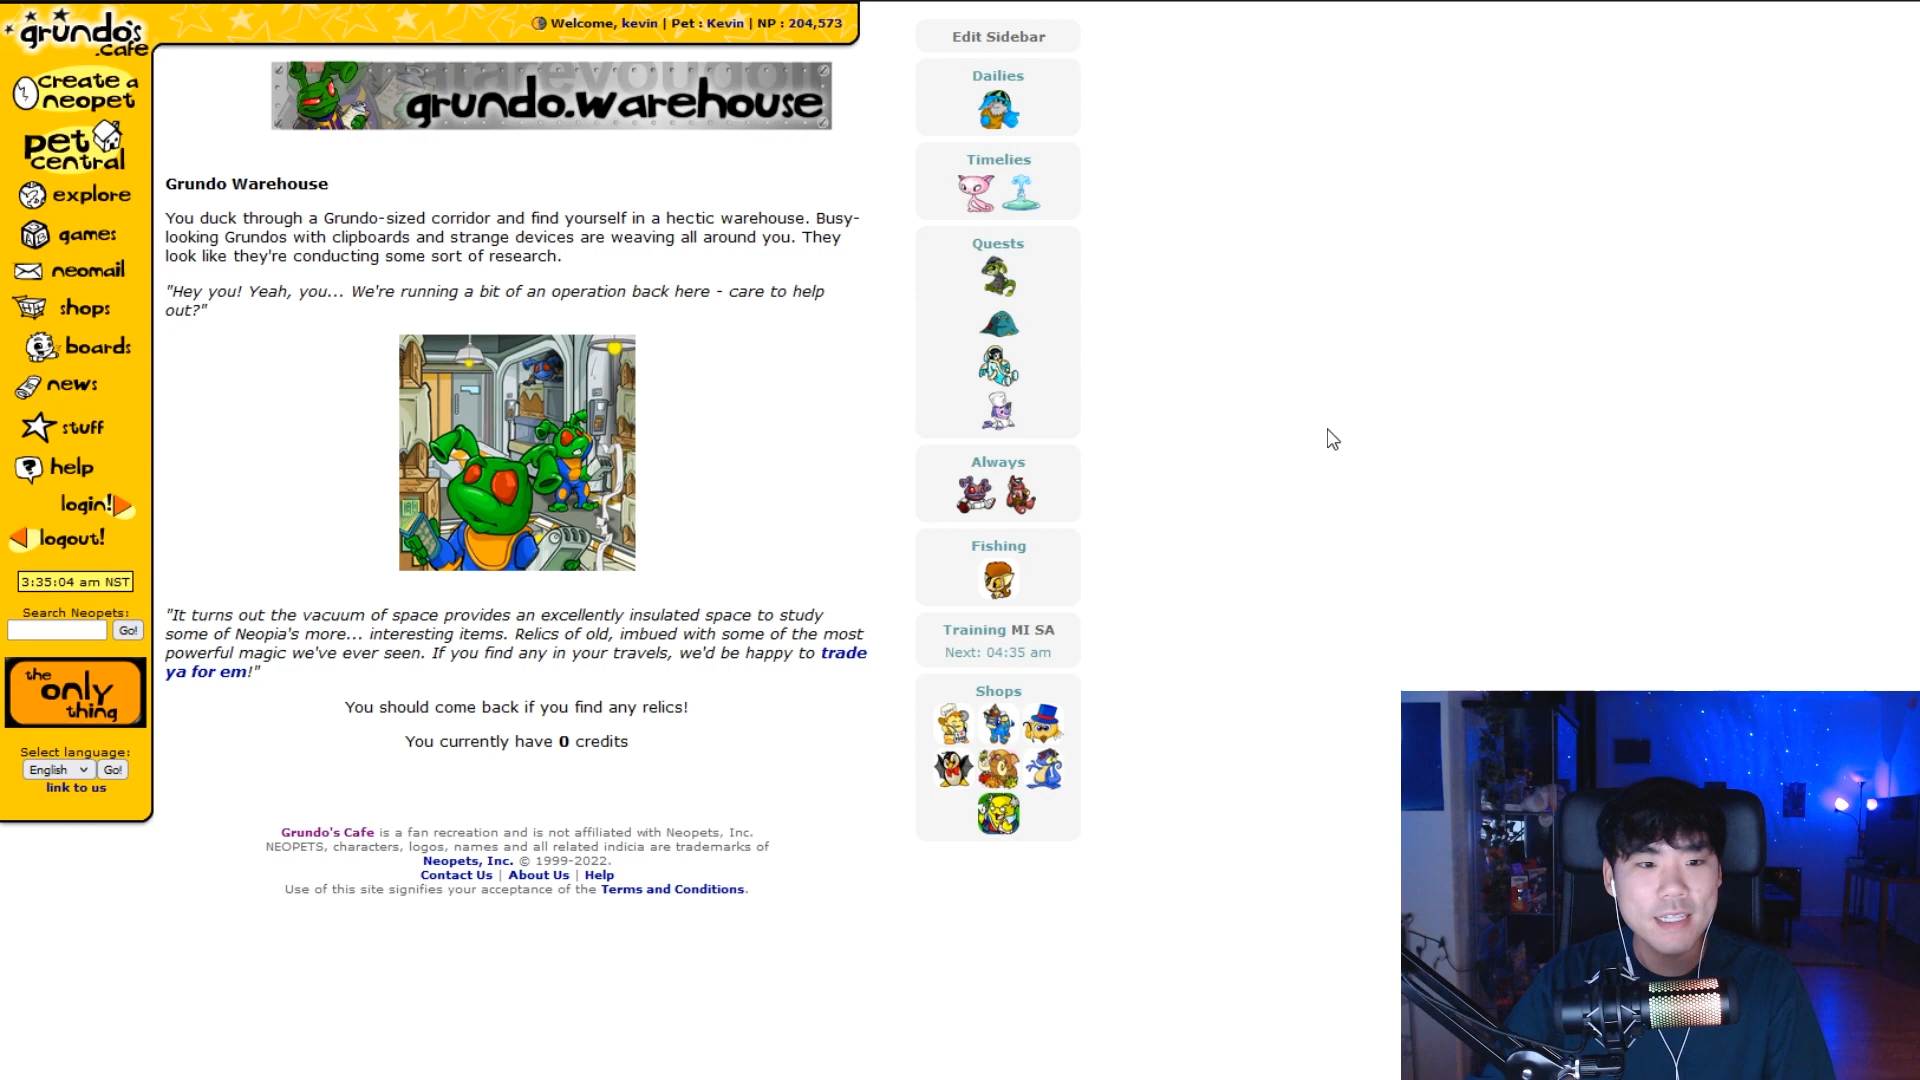 grundo's
.cafe
Welcome, kevin | Pet : Kevin | NP : 204,573
create a
neopet
pet
central
explore
games
neomail
shops
boards
news
stuff
help
login!
logout!
3:35:04 am NST
Search Neopets:
Go!
the
only
thing
Select language:
English Go!
link to us
grundo.warehouse
Grundo Warehouse
You duck through a Grundo-sized corridor and find yourself in a hectic warehouse. Busy-
looking Grundos with clipboards and strange devices are weaving all around you. They
look like they're conducting some sort of research.
"Hey you! Yeah, you... We're running a bit of an operation back here - care to help
out?"
"It turns out the vacuum of space provides an excellently insulated space to study
some of Neopia's more... interesting items. Relics of old, imbued with some of the most
powerful magic we've ever seen. If you find any in your travels, we'd be happy to trade
ya for em!"
You should come back if you find any relics!
You currently have 0 credits
Grundo's Cafe is a fan recreation and is not affiliated with Neopets, Inc.
NEOPETS, characters, logos, names and all related indicia are trademarks of
Neopets, Inc. © 1999-2022.
Contact Us | About Us | Help
Use of this site signifies your acceptance of the Terms and Conditions.
Edit Sidebar
Dailies
Timelies
Quests
Always
Fishing
Training MI SA
Next: 04:35 am
Shops